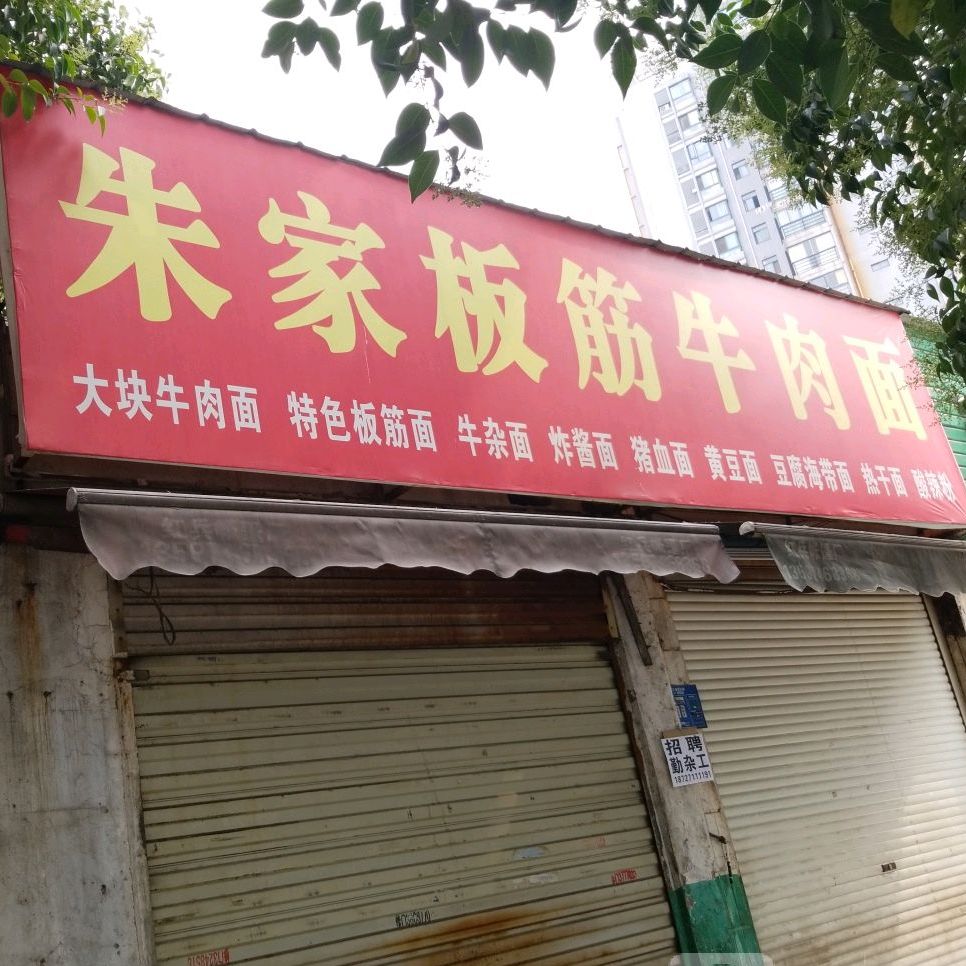 朱家板筋牛肉面
大块牛肉面 特色板筋面 牛杂面 炸酱面 猪血面 黄豆面 豆腐海带面 热干面 酸辣粉
招聘
勤杂工
18727111191